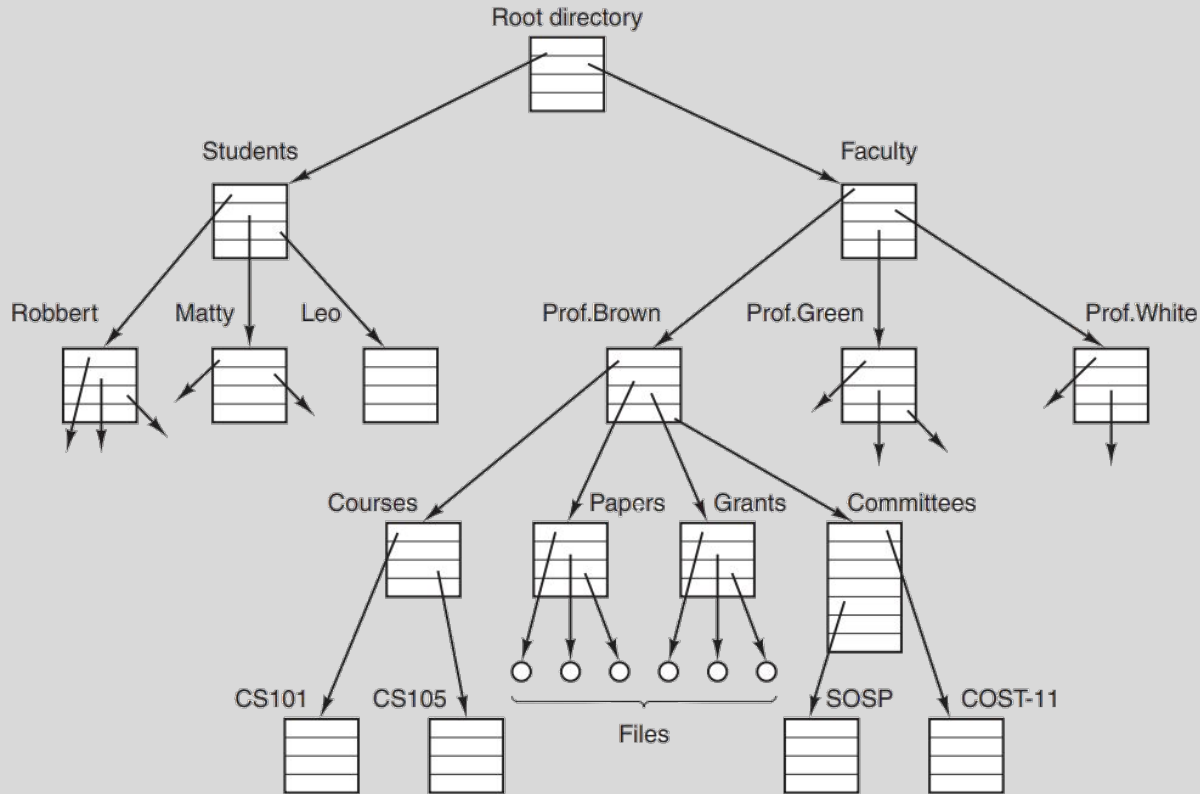 Root directory
Students
Faculty
Robbert
Matty
Leo
Prof.Brown
Prof.Green
Prof.White
Courses
Papers
Grants
Committees
CS101
CS105
Files
SOSP
COST-11